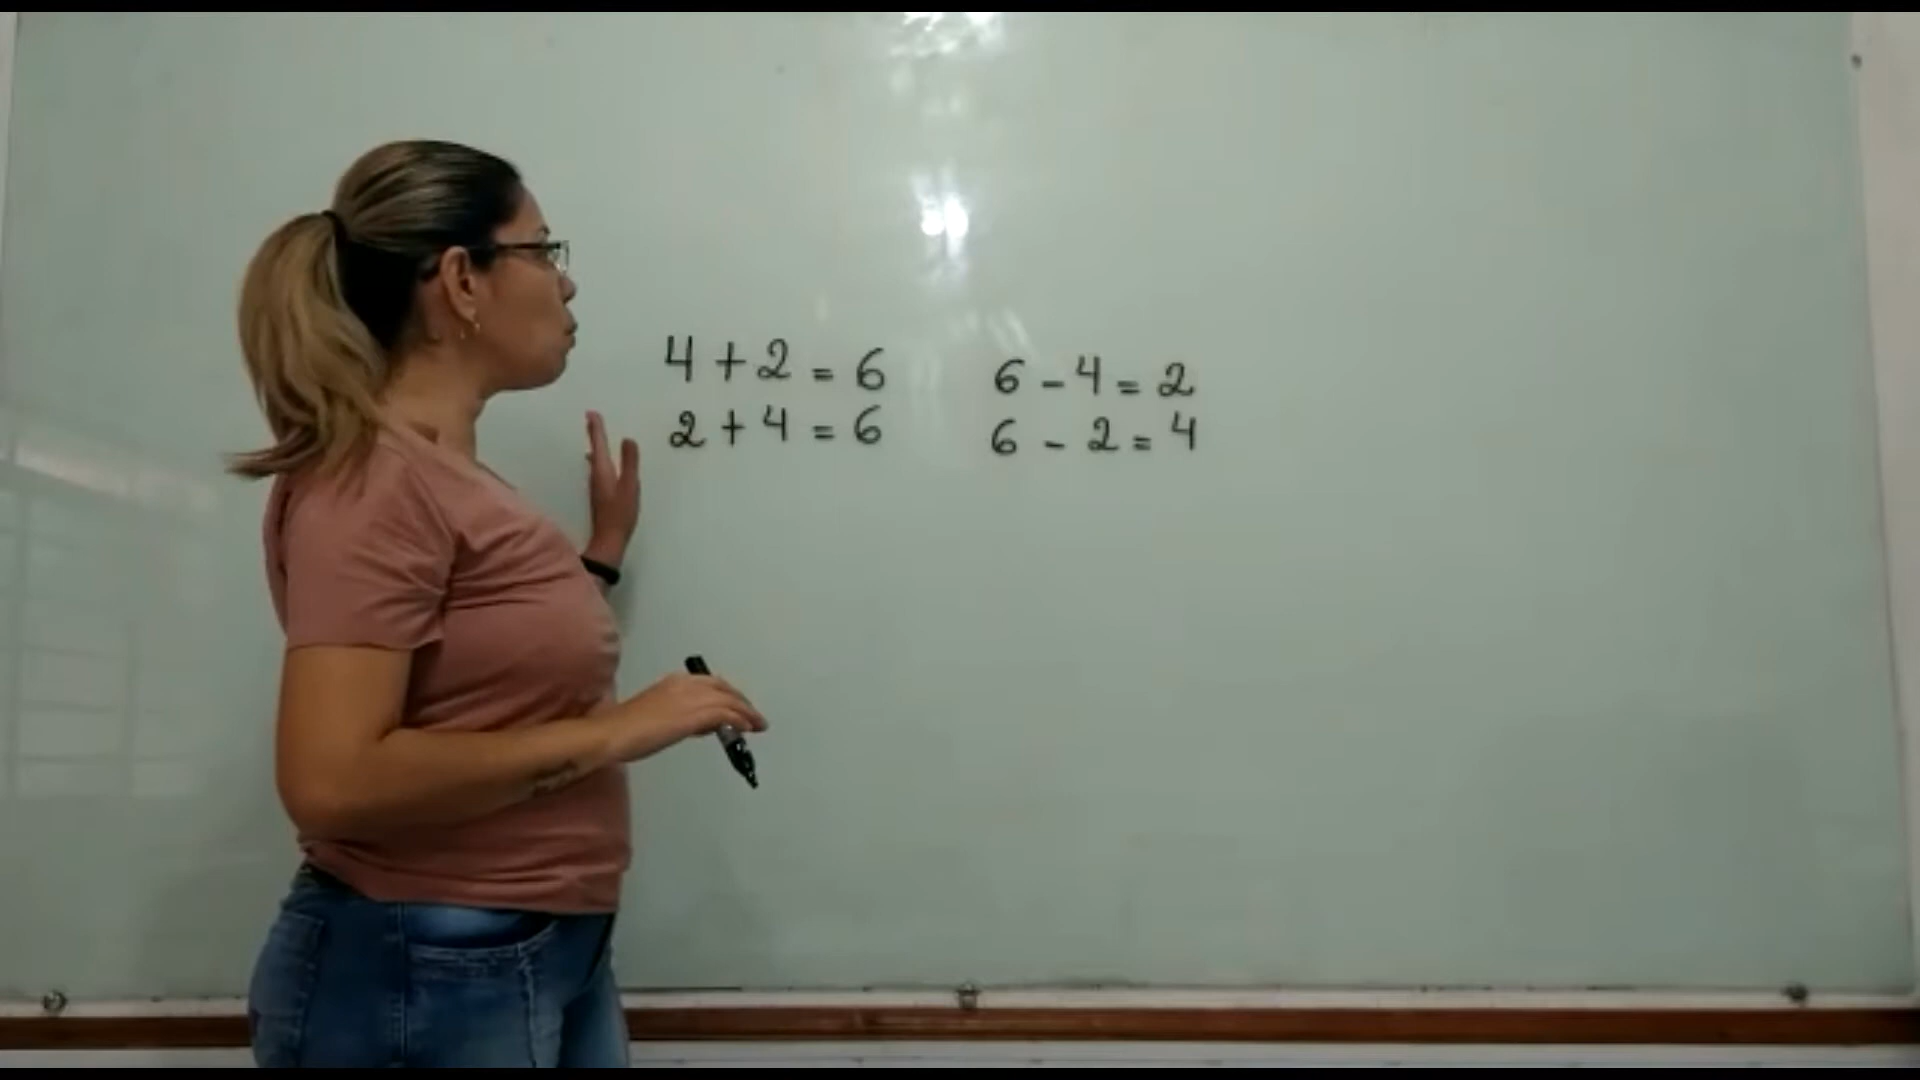 4 + 2 = 6
2 + 4 = 6
6 - 4 = 2
6 - 2 = 4